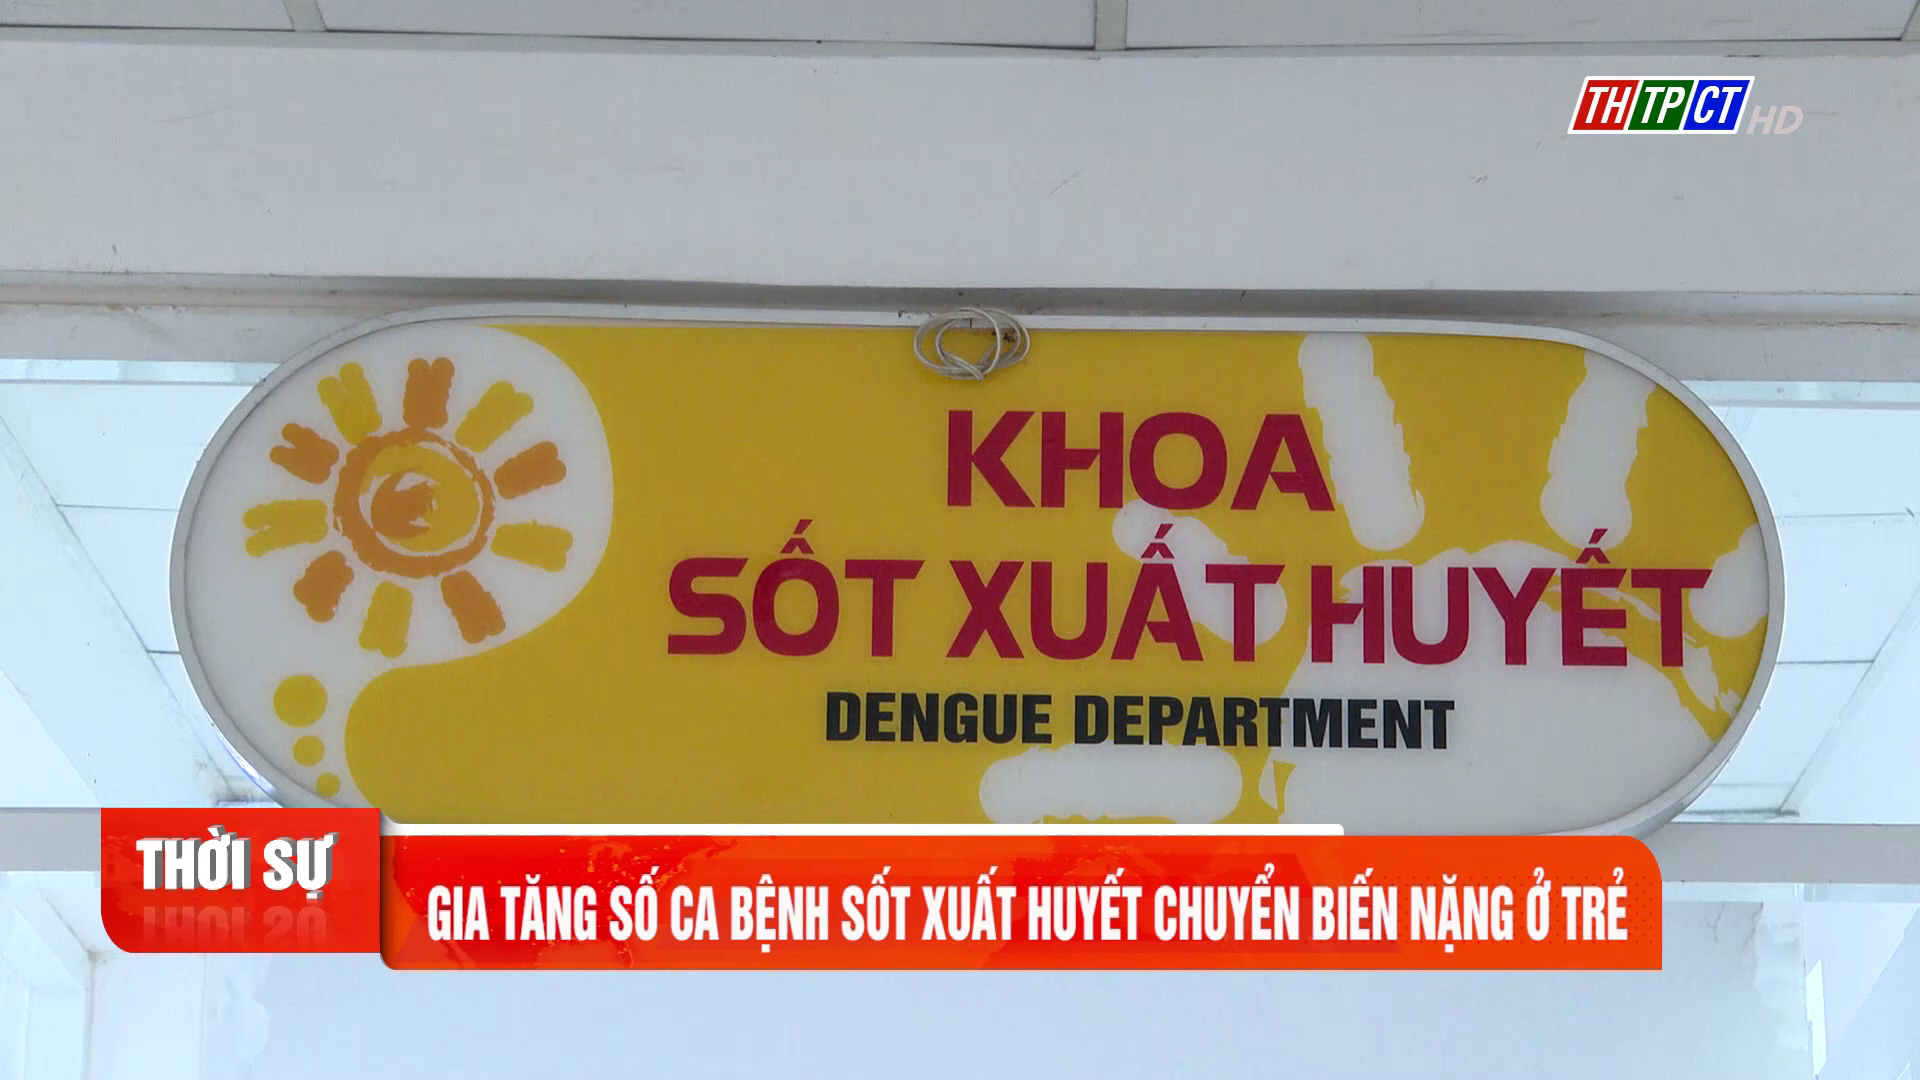 THTPCT HD
KHOA
SỐT XUẤT HUYẾT
DENGUE DEPARTMENT
THỜI SỰ
GIA TĂNG SỐ CA BỆNH SỐT XUẤT HUYẾT CHUYỂN BIẾN NẶNG Ở TRẺ